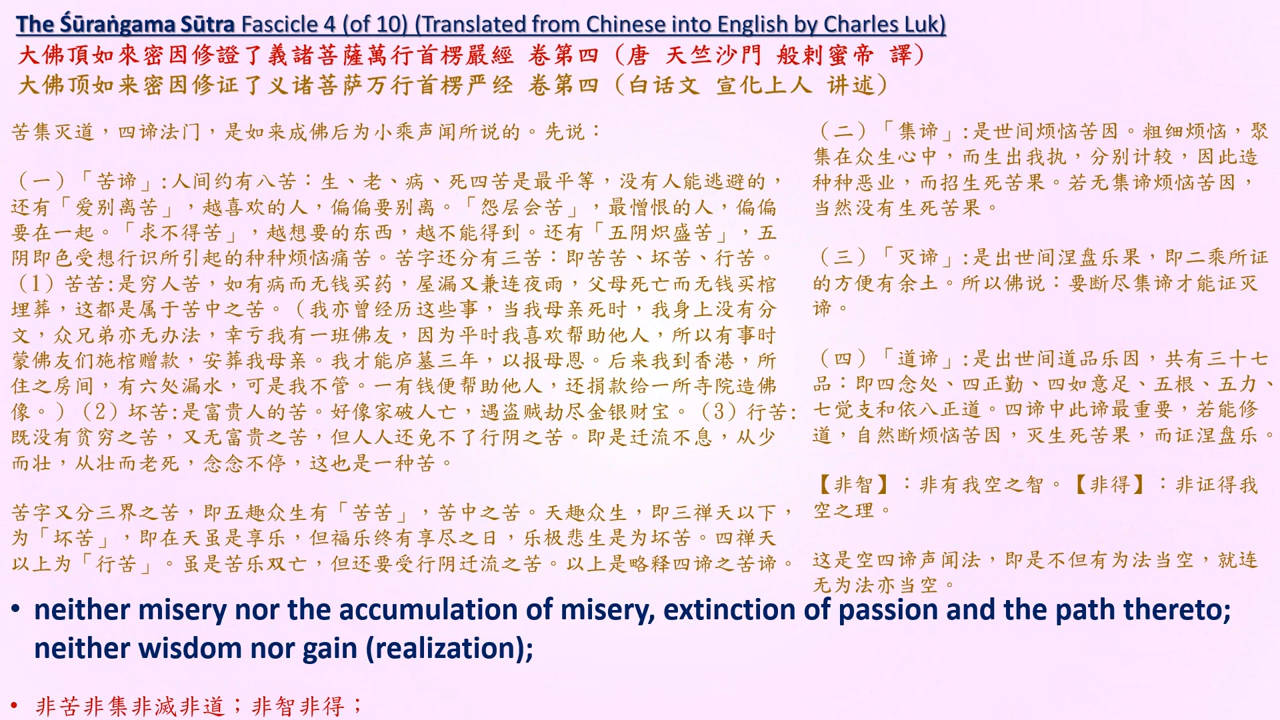 The Śūraṅgama Sūtra Fascicle 4 (of 10) (Translated from Chinese into English by Charles Luk)
大佛頂如來密因修證了義諸菩薩萬行首楞嚴經 卷第四（唐 天竺沙門 般剌蜜帝 譯）
大佛顶如来密因修证了义诸菩萨万行首楞严经 卷第四（白话文 宣化上人 讲述）
苦集灭道，四谛法门，是如来成佛后为小乘声闻所说的。先说：
（一）「苦谛」:人间约有八苦：生、老、病、死四苦是最平等，没有人能逃避的，
还有「爱别离苦」，越喜欢的人，偏偏要别离。「怨层会苦」，最憎恨的人，偏偏
要在一起。「求不得苦」，越想要的东西，越不能得到。还有「五阴炽盛苦」，五
阴即色受想行识所引起的种种烦恼痛苦。苦字还分有三苦：即苦苦、坏苦、行苦。
（1）苦苦:是穷人苦，如有病而无钱买药，屋漏又兼连夜雨，父母死亡而无钱买棺
埋葬，这都是属于苦中之苦。（我亦曾经历这些事，当我母亲死时，我身上没有分
文，众兄弟亦无办法，幸亏我有一班佛友，因为平时我喜欢帮助他人，所以有事时
蒙佛友们施棺赠款，安葬我母亲。我才能庐墓三年，以报母恩。后来我到香港，所
住之房间，有六处漏水，可是我不管。一有钱便帮助他人，还捐款给一所寺院造佛
像。）（2）坏苦:是富贵人的苦。好像家破人亡，遇盗贼劫尽金银财宝。（3）行苦:
既没有贫穷之苦，又无富贵之苦，但人人还免不了行阴之苦。即是迁流不息，从少
而壮，从壮而老死，念念不停，这也是一种苦。
苦字又分三界之苦，即五趣众生有「苦苦」，苦中之苦。天趣众生，即三禅天以下，
为「坏苦」，即在天虽是享乐，但福乐终有享尽之日，乐极悲生是为坏苦。四禅天
以上为「行苦」。虽是苦乐双亡，但还要受行阴迁流之苦。以上是略释四谛之苦谛。
（二）「集谛」:是世间烦恼苦因。粗细烦恼，聚
集在众生心中，而生出我执，分别计较，因此造
种种恶业，而招生死苦果。若无集谛烦恼苦因，
当然没有生死苦果。
（三）「灭谛」:是出世间涅盘乐果，即二乘所证
的方便有余土。所以佛说：要断尽集谛才能证灭
谛。
（四）「道谛」:是出世间道品乐因，共有三十七
品：即四念处、四正勤、四如意足、五根、五力、
七觉支和依八正道。四谛中此谛最重要，若能修
道，自然断烦恼苦因，灭生死苦果，而证涅盘乐。
【非智】：非有我空之智。【非得】：非证得我
空之理。
这是空四谛声闻法，即是不但有为法当空，就连
无为法亦当空。
• neither misery nor the accumulation of misery, extinction of passion and the path thereto;
neither wisdom nor gain (realization);
• 非苦非集非滅非道；非智非得；